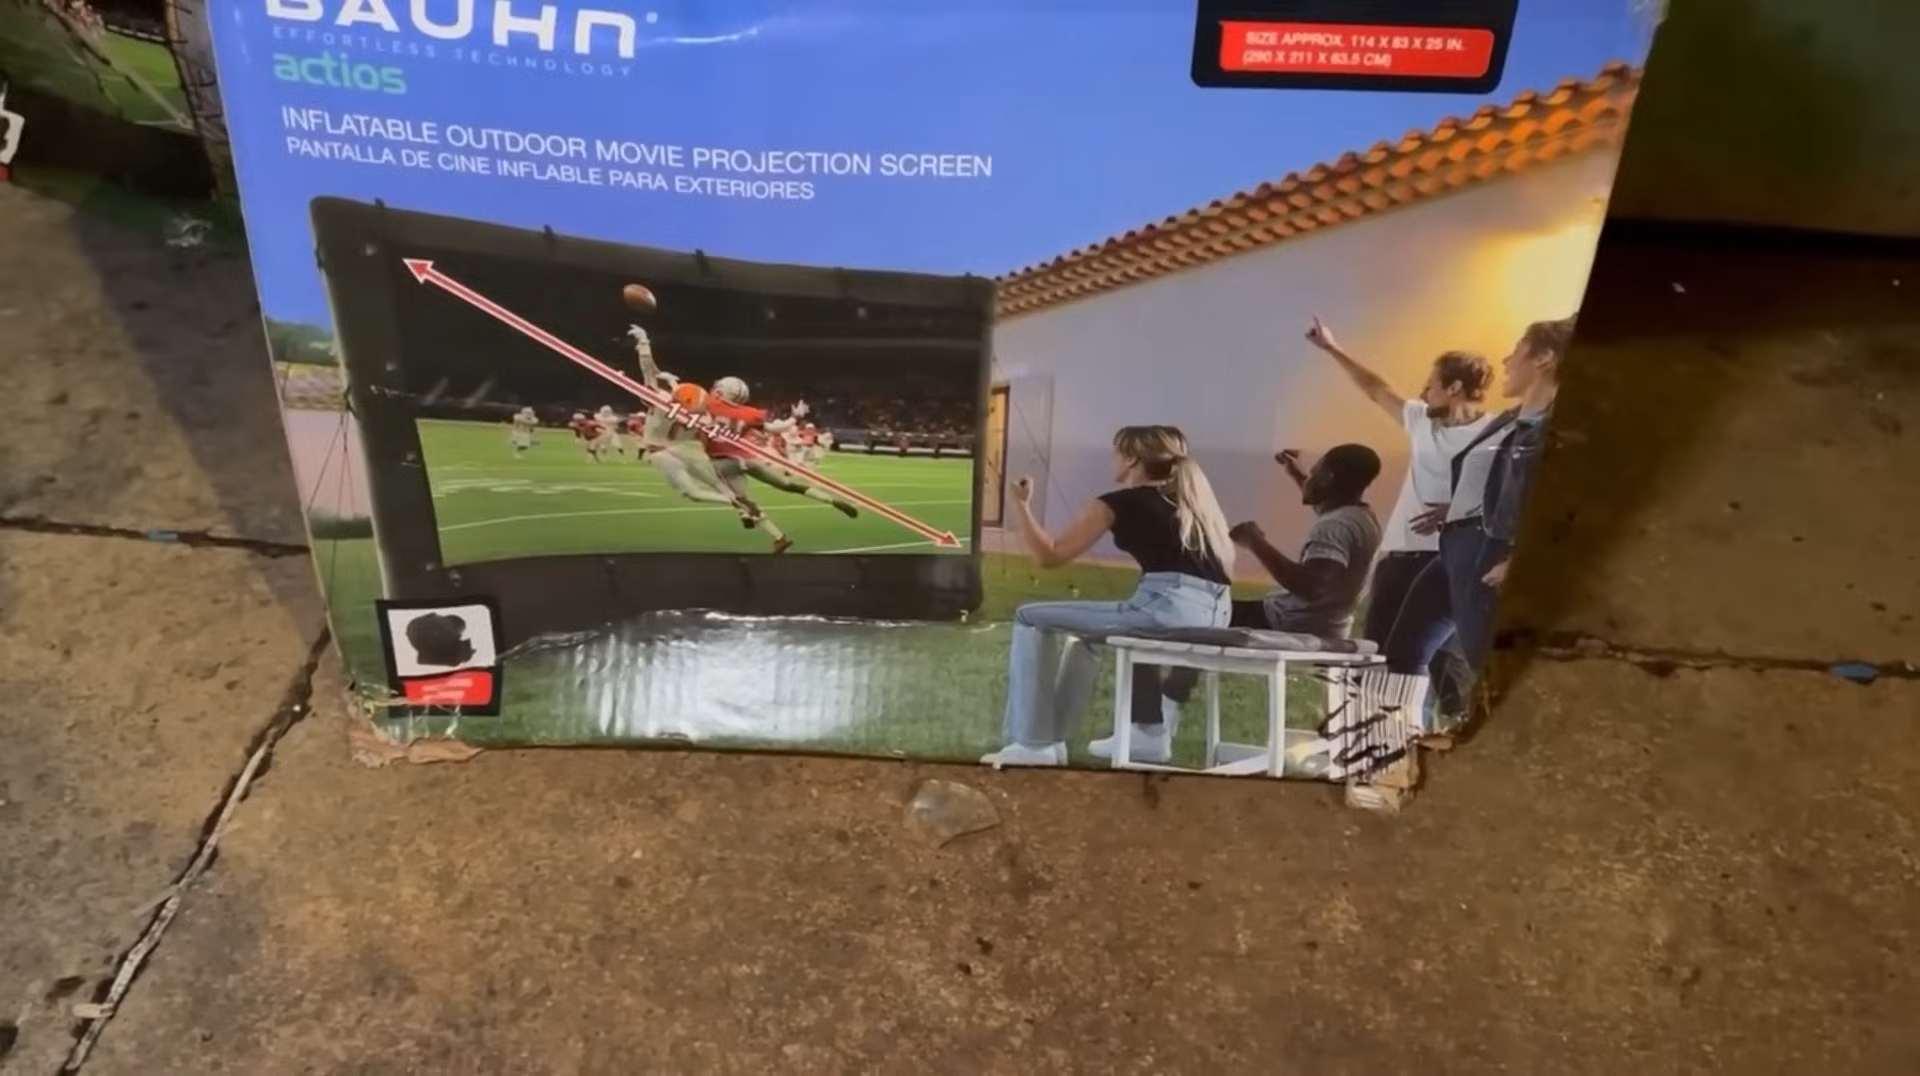 BAUHN
EFFORTLESS TECHNOLOGY
actios
SIZE APPROX. 114 X 83 X 25 IN.
(290 X 211 X 63.5 CM)
INFLATABLE OUTDOOR MOVIE PROJECTION SCREEN
PANTALLA DE CINE INFLABLE PARA EXTERIORES
114"